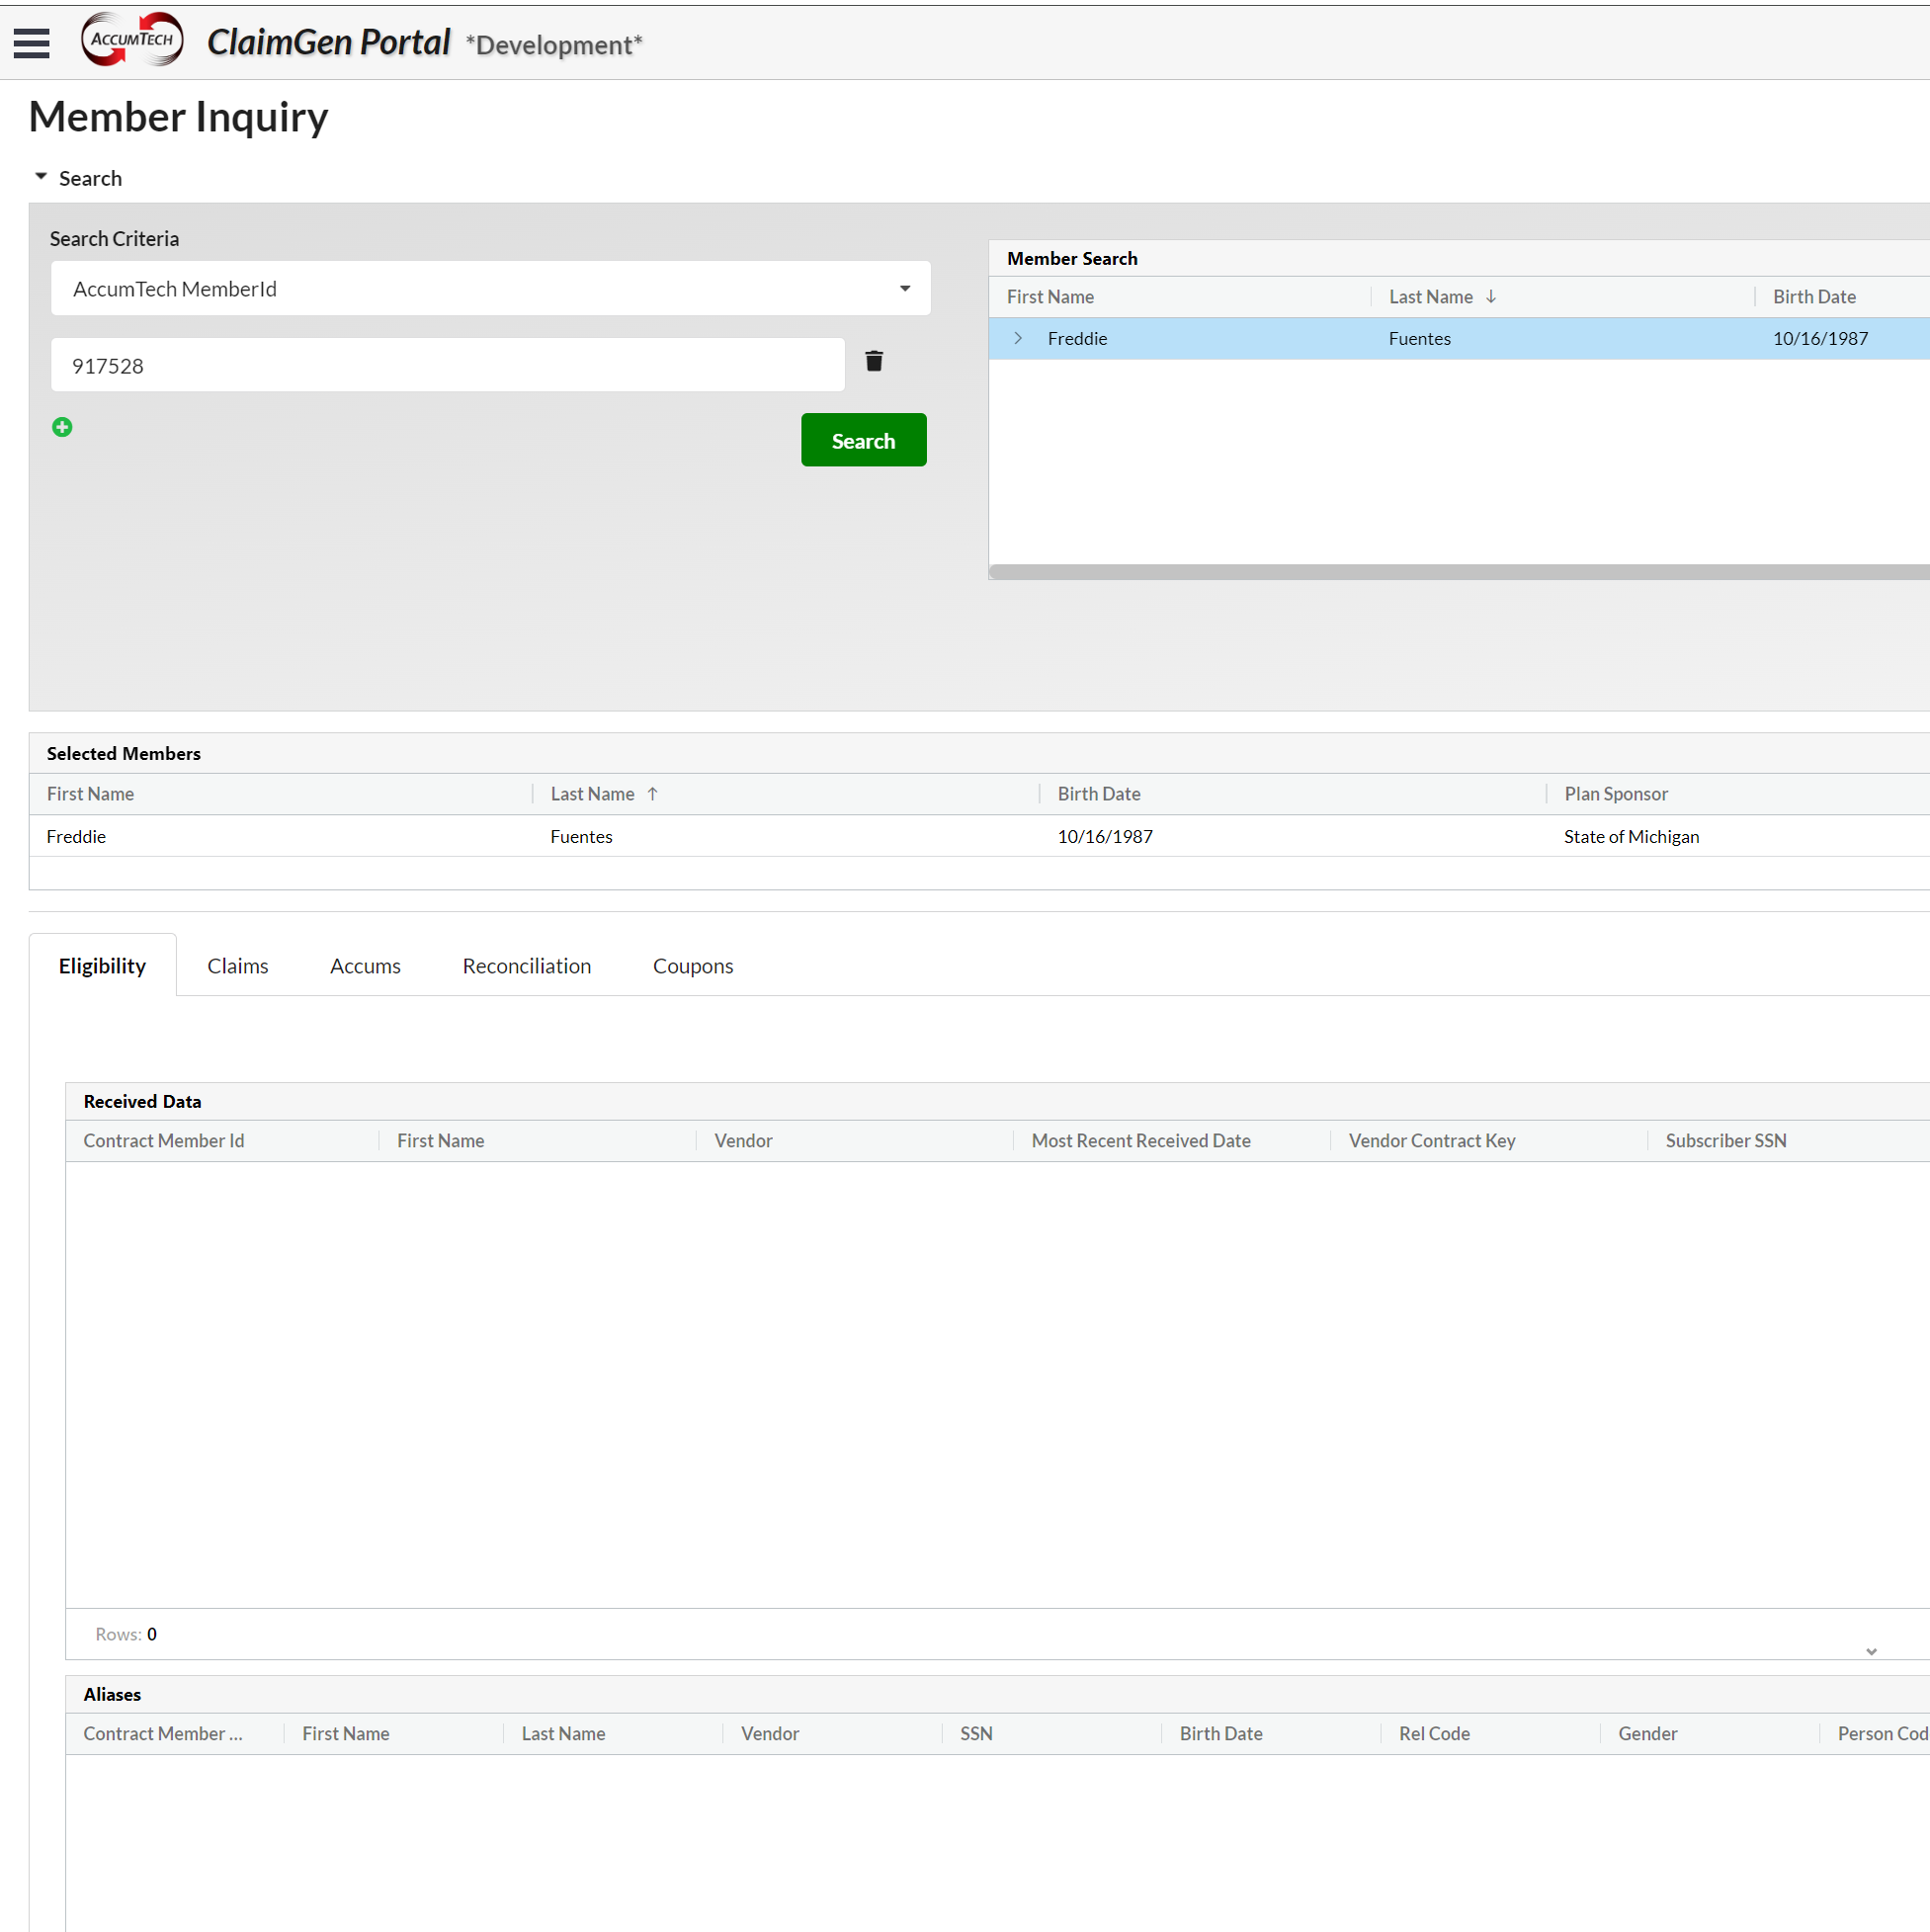 ACCUMTECH ClaimGen Portal *Development*
Member Inquiry
Search
Search Criteria
AccumTech MemberId
917528
Search
Member Search
First Name Last Name Birth Date
Freddie Fuentes 10/16/1987
Selected Members
First Name Last Name Birth Date Plan Sponsor
Freddie Fuentes 10/16/1987 State of Michigan
Eligibility Claims Accums Reconciliation Coupons
Received Data
Contract Member Id First Name Vendor Most Recent Received Date Vendor Contract Key Subscriber SSN
Rows: 0
Aliases
Contract Member ... First Name Last Name Vendor SSN Birth Date Rel Code Gender Person Cod